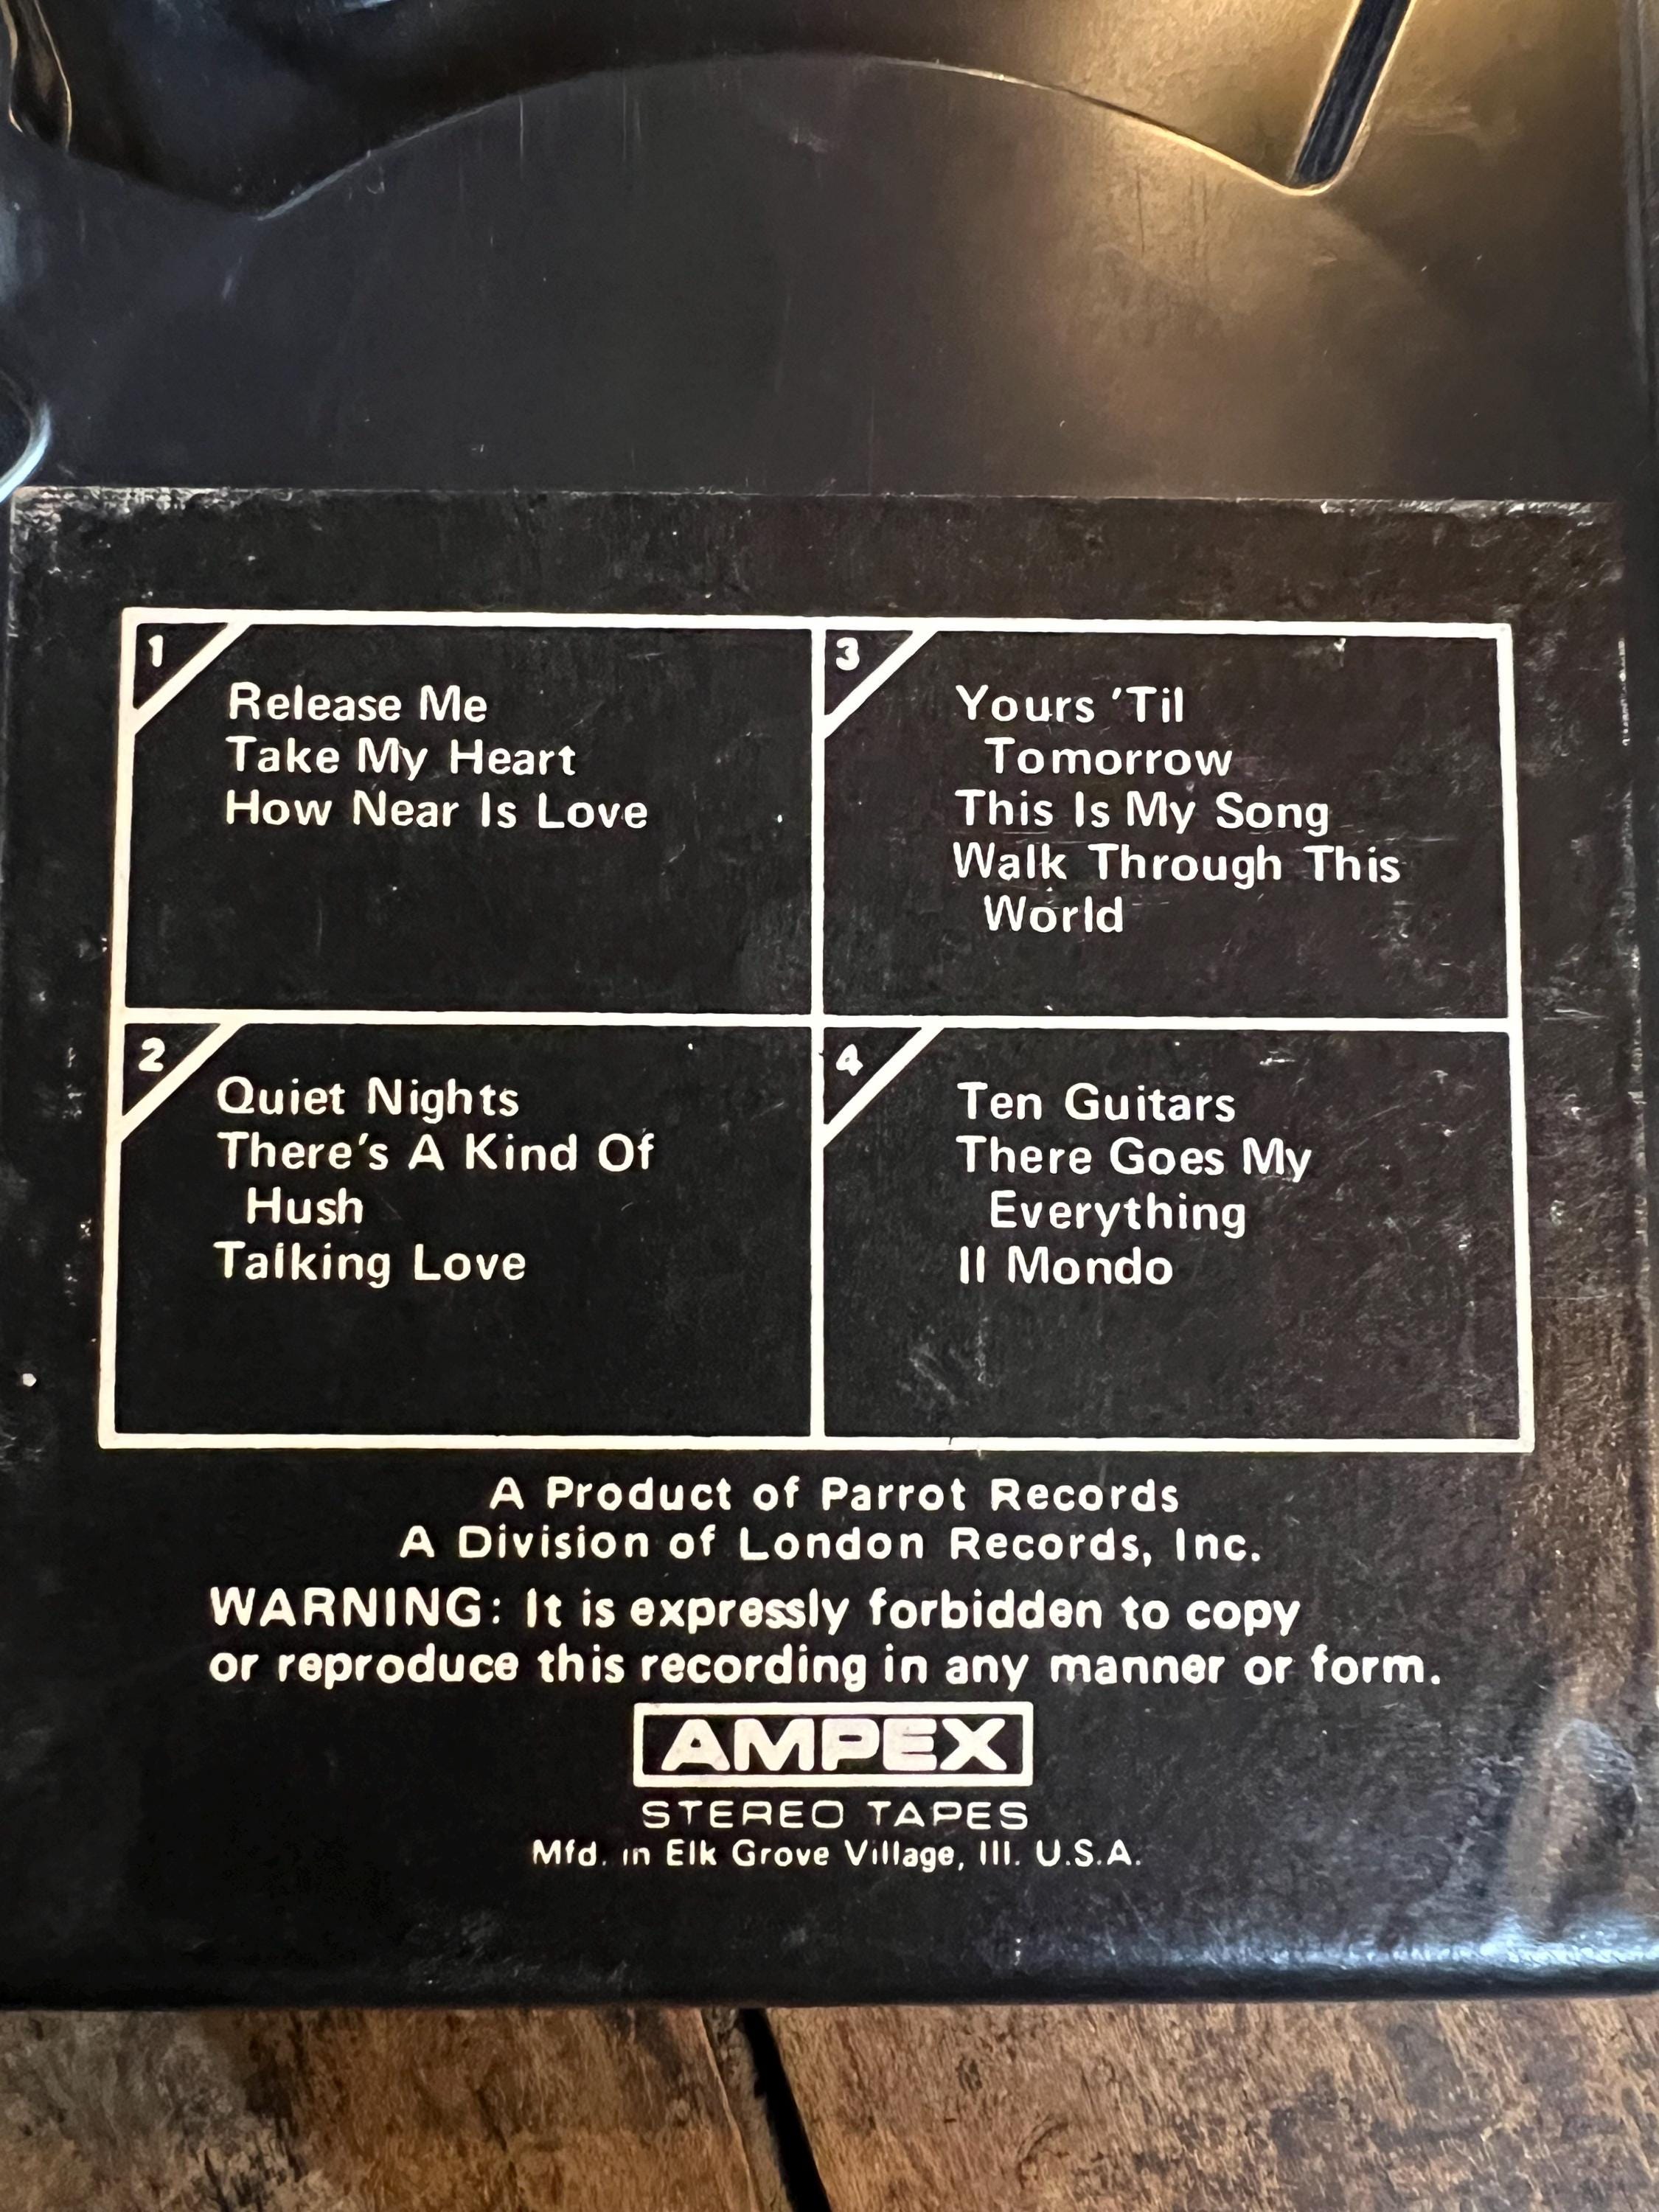 1
Release Me
Take My Heart
How Near Is Love
2
Quiet Nights
There's A Kind Of
Hush
Talking Love
3
Yours 'Til
Tomorrow
This Is My Song
Walk Through This
World
4
Ten Guitars
There Goes My
Everything
Il Mondo
A Product of Parrot Records
A Division of London Records, Inc.
WARNING: It is expressly forbidden to copy
or reproduce this recording in any manner or form.
AMPEX
STEREO TAPES
Mfd. in Elk Grove Village, Ill. U.S.A.